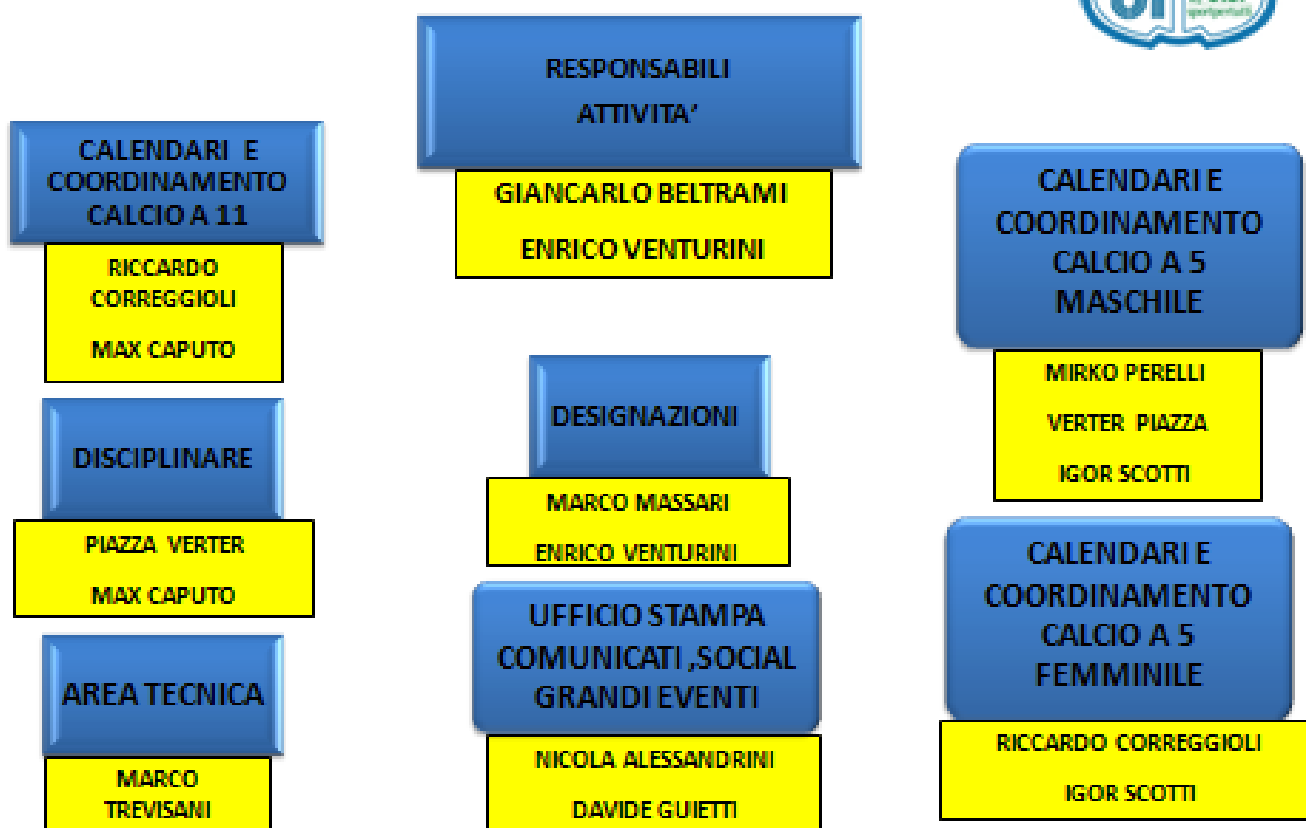 RESPONSABILI
ATTIVITA'
GIANCARLO BELTRAMI
ENRICO VENTURINI
CALENDARI E
COORDINAMENTO
CALCIO A 11
RICCARDO
CORREGGIOLI
MAX CAPUTO
DISCIPLINARE
PIAZZA VERTER
MAX CAPUTO
AREA TECNICA
MARCO
TREVISANI
DESIGNAZIONI
MARCO MASSARI
ENRICO VENTURINI
UFFICIO STAMPA
COMUNICATI ,SOCIAL
GRANDI EVENTI
NICOLA ALESSANDRINI
DAVIDE GUIETTI
CALENDARI E
COORDINAMENTO
CALCIO A 5
MASCHILE
MIRKO PERELLI
VERTER PIAZZA
IGOR SCOTTI
CALENDARI E
COORDINAMENTO
CALCIO A 5
FEMMINILE
RICCARDO CORREGGIOLI
IGOR SCOTTI